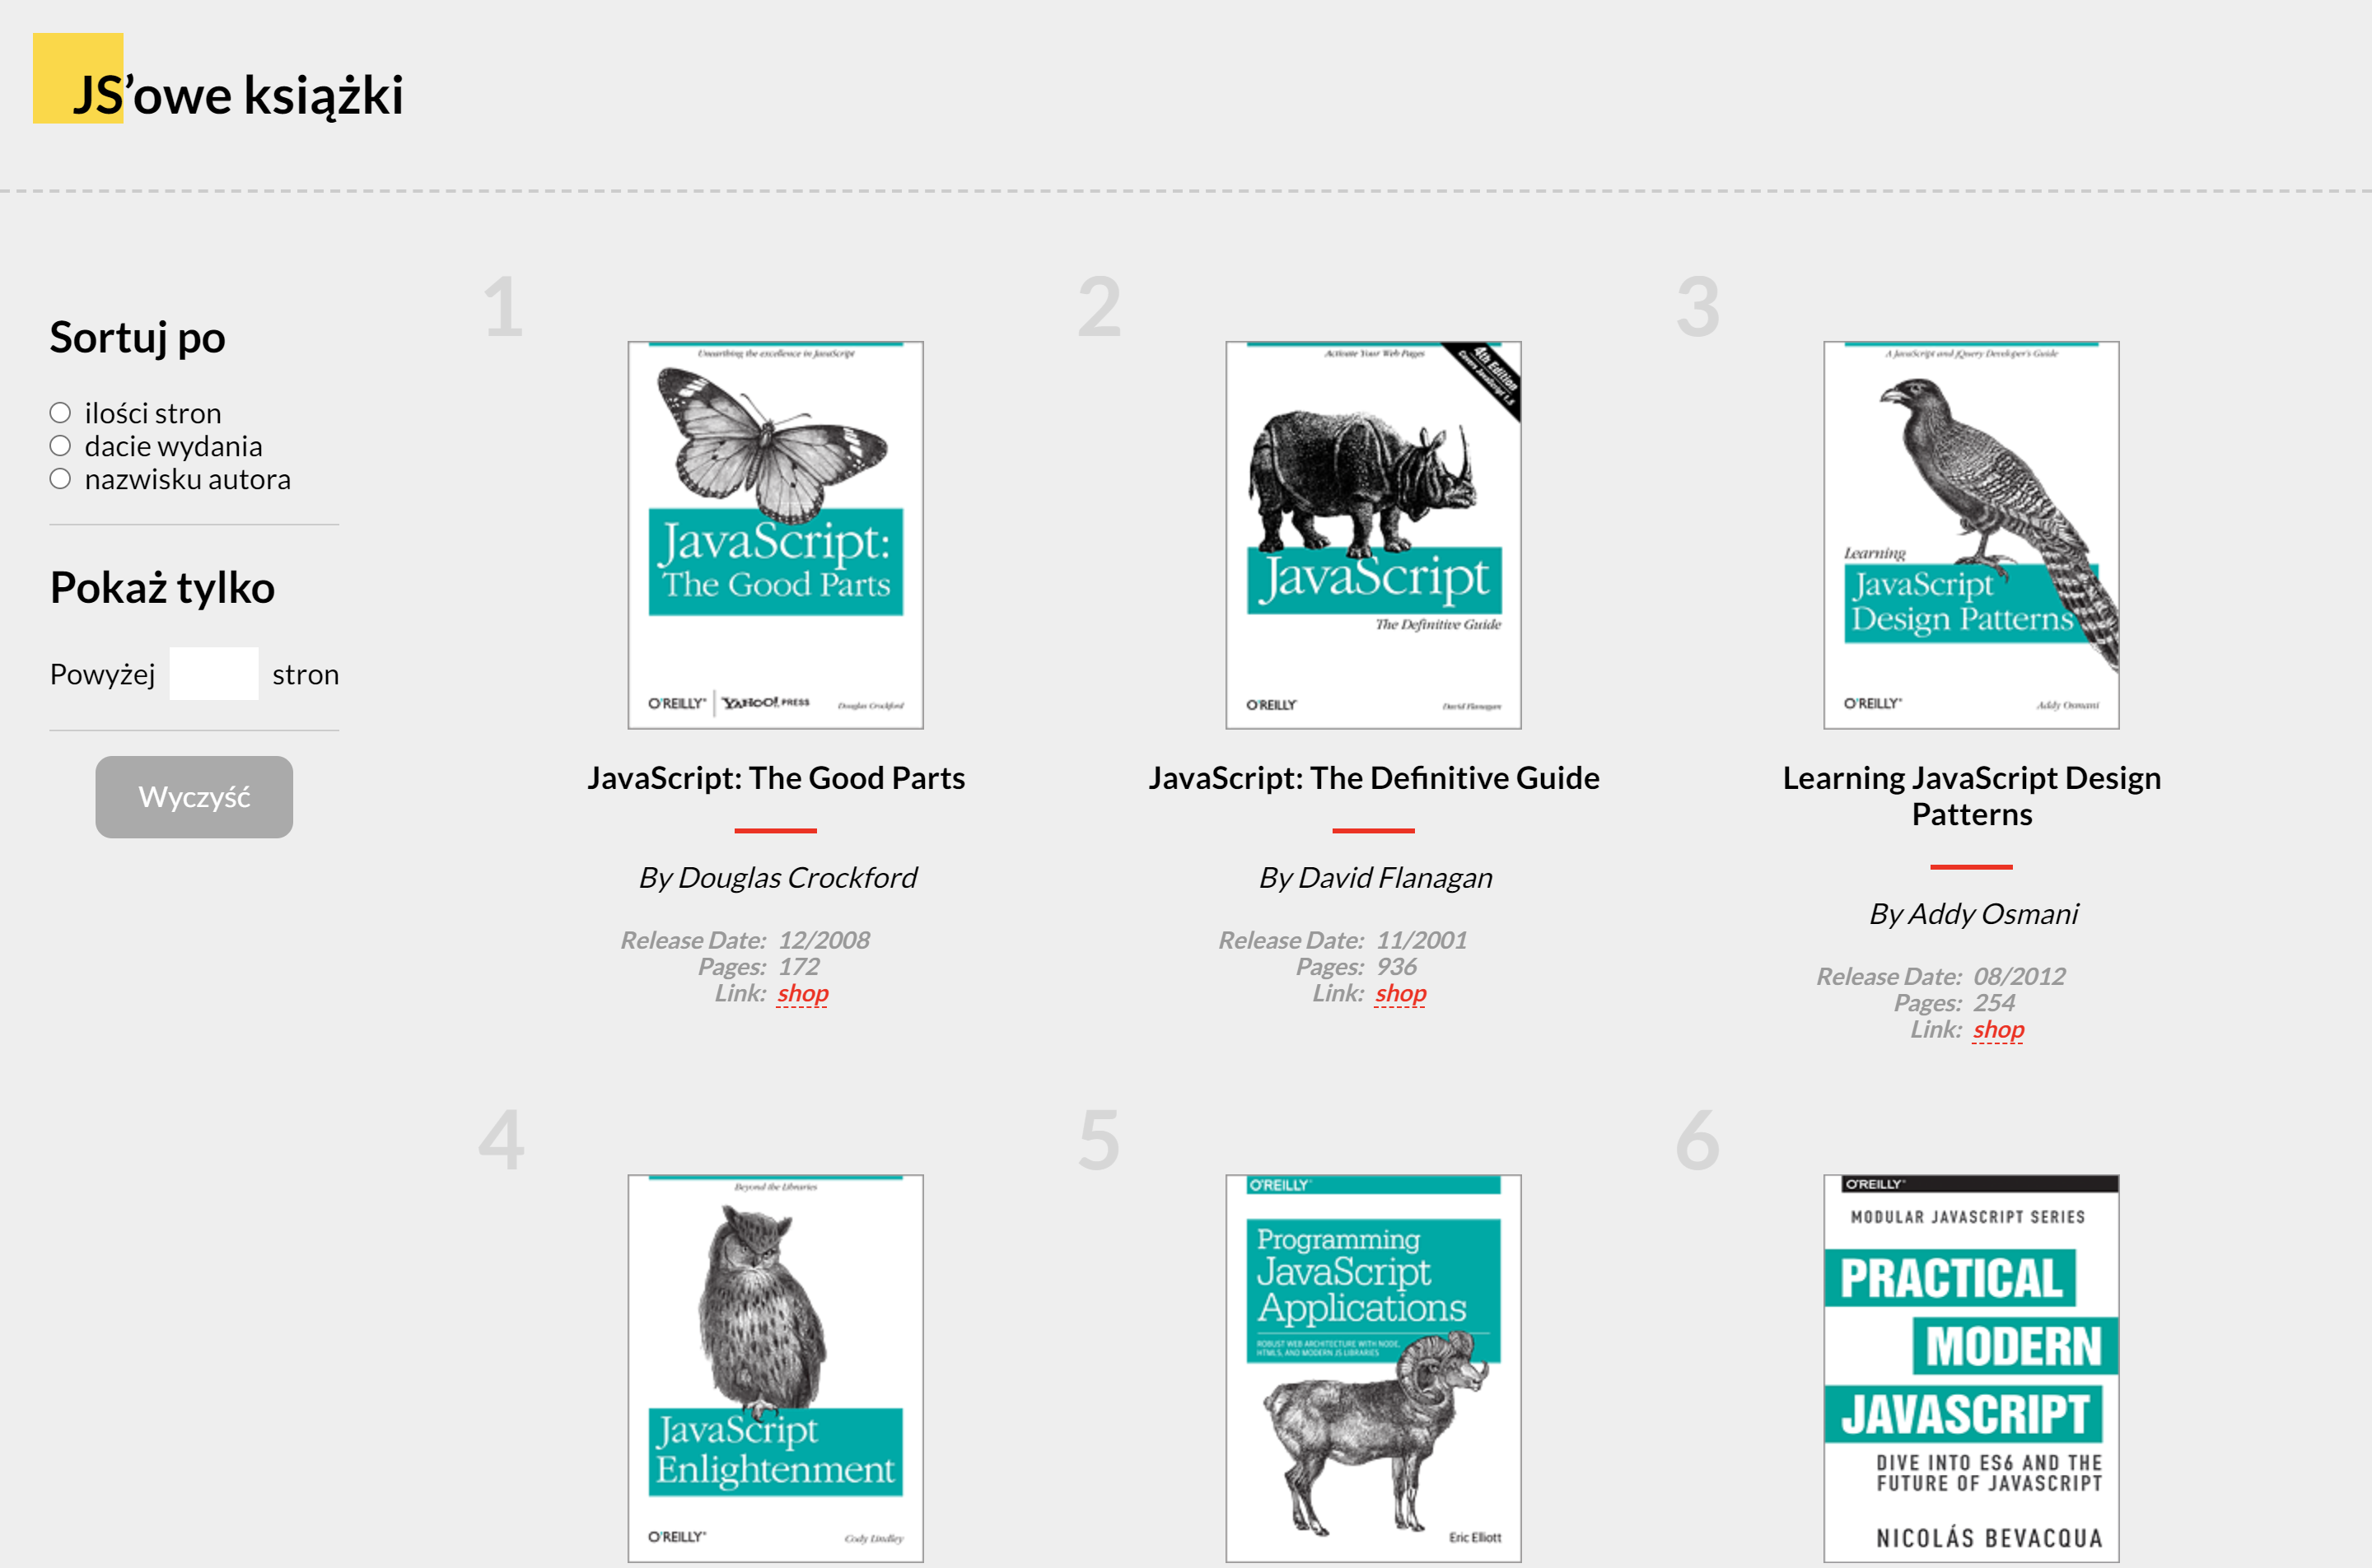 JS’owe książki
Sortuj po
ilości stron
dacie wydania
nazwisku autora
Pokaż tylko
Powyżej stron
Wyczyść
1
Unearthing the excellence in JavaScript
JavaScript:
The Good Parts
O'REILLY® YAHOO! PRESS Douglas Crockford
JavaScript: The Good Parts
By Douglas Crockford
Release Date: 12/2008
Pages: 172
Link: shop
2
Activate Your Web Pages
4th Edition
Covers JavaScript 1.5
JavaScript
The Definitive Guide
O'REILLY David Flanagan
JavaScript: The Definitive Guide
By David Flanagan
Release Date: 11/2001
Pages: 936
Link: shop
3
A JavaScript and jQuery Developer's Guide
Learning
JavaScript
Design Patterns
O'REILLY® Addy Osmani
Learning JavaScript Design
Patterns
By Addy Osmani
Release Date: 08/2012
Pages: 254
Link: shop
4
Beyond the Libraries
JavaScript
Enlightenment
O'REILLY® Cody Lindley
5
O'REILLY®
Programming
JavaScript
Applications
ROBUST WEB ARCHITECTURE WITH NODE,
HTML5, AND MODERN JS LIBRARIES
Eric Elliott
6
O'REILLY®
MODULAR JAVASCRIPT SERIES
PRACTICAL
MODERN
JAVASCRIPT
DIVE INTO ES6 AND THE
FUTURE OF JAVASCRIPT
NICOLÁS BEVACQUA